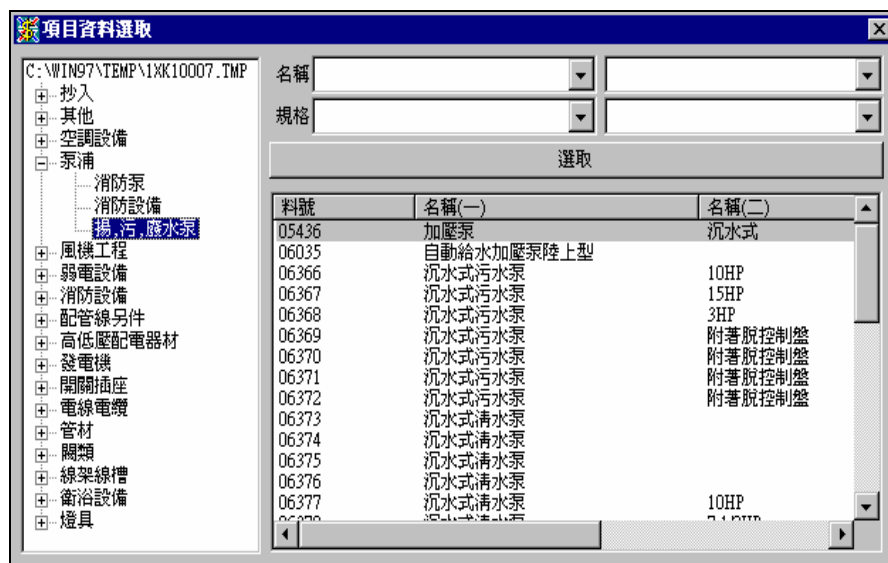 項目資料選取
C:\WIN97\TEMP\1XK10007.TMP
抄入
其他
空調設備
泵浦
消防泵
消防設備
揚,污,廢水泵
風機工程
弱電設備
消防設備
配管線另件
高低壓配電器材
發電機
開關插座
電線電纜
管材
閥類
線架線槽
衛浴設備
燈具
名稱
規格
選取
料號 名稱(一) 名稱(二)
05436 加壓泵 沉水式
06035 自動給水加壓泵陸上型
06366 沉水式污水泵 10HP
06367 沉水式污水泵 15HP
06368 沉水式污水泵 3HP
06369 沉水式污水泵 附著脫控制盤
06370 沉水式污水泵 附著脫控制盤
06371 沉水式污水泵 附著脫控制盤
06372 沉水式污水泵 附著脫控制盤
06373 沉水式清水泵
06374 沉水式清水泵
06375 沉水式清水泵
06376 沉水式清水泵
06377 沉水式清水泵 10HP